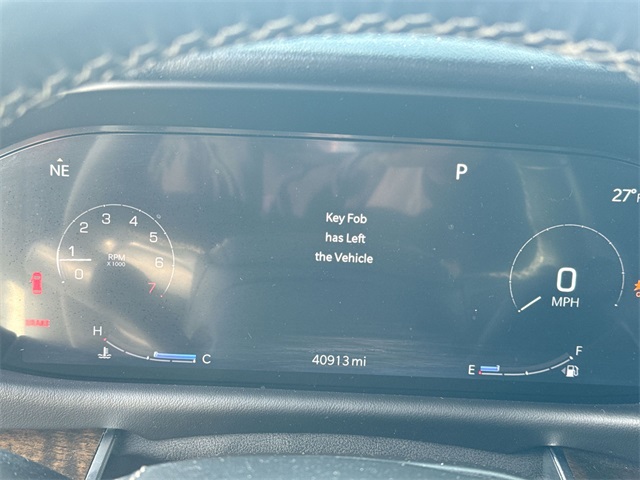 NE
P
27°F
Key Fob
has Left
the Vehicle
0 1 2 3 4 5 6 7
RPM
X 1000
0
MPH
BRAKE
H
C
40913 mi
E
F